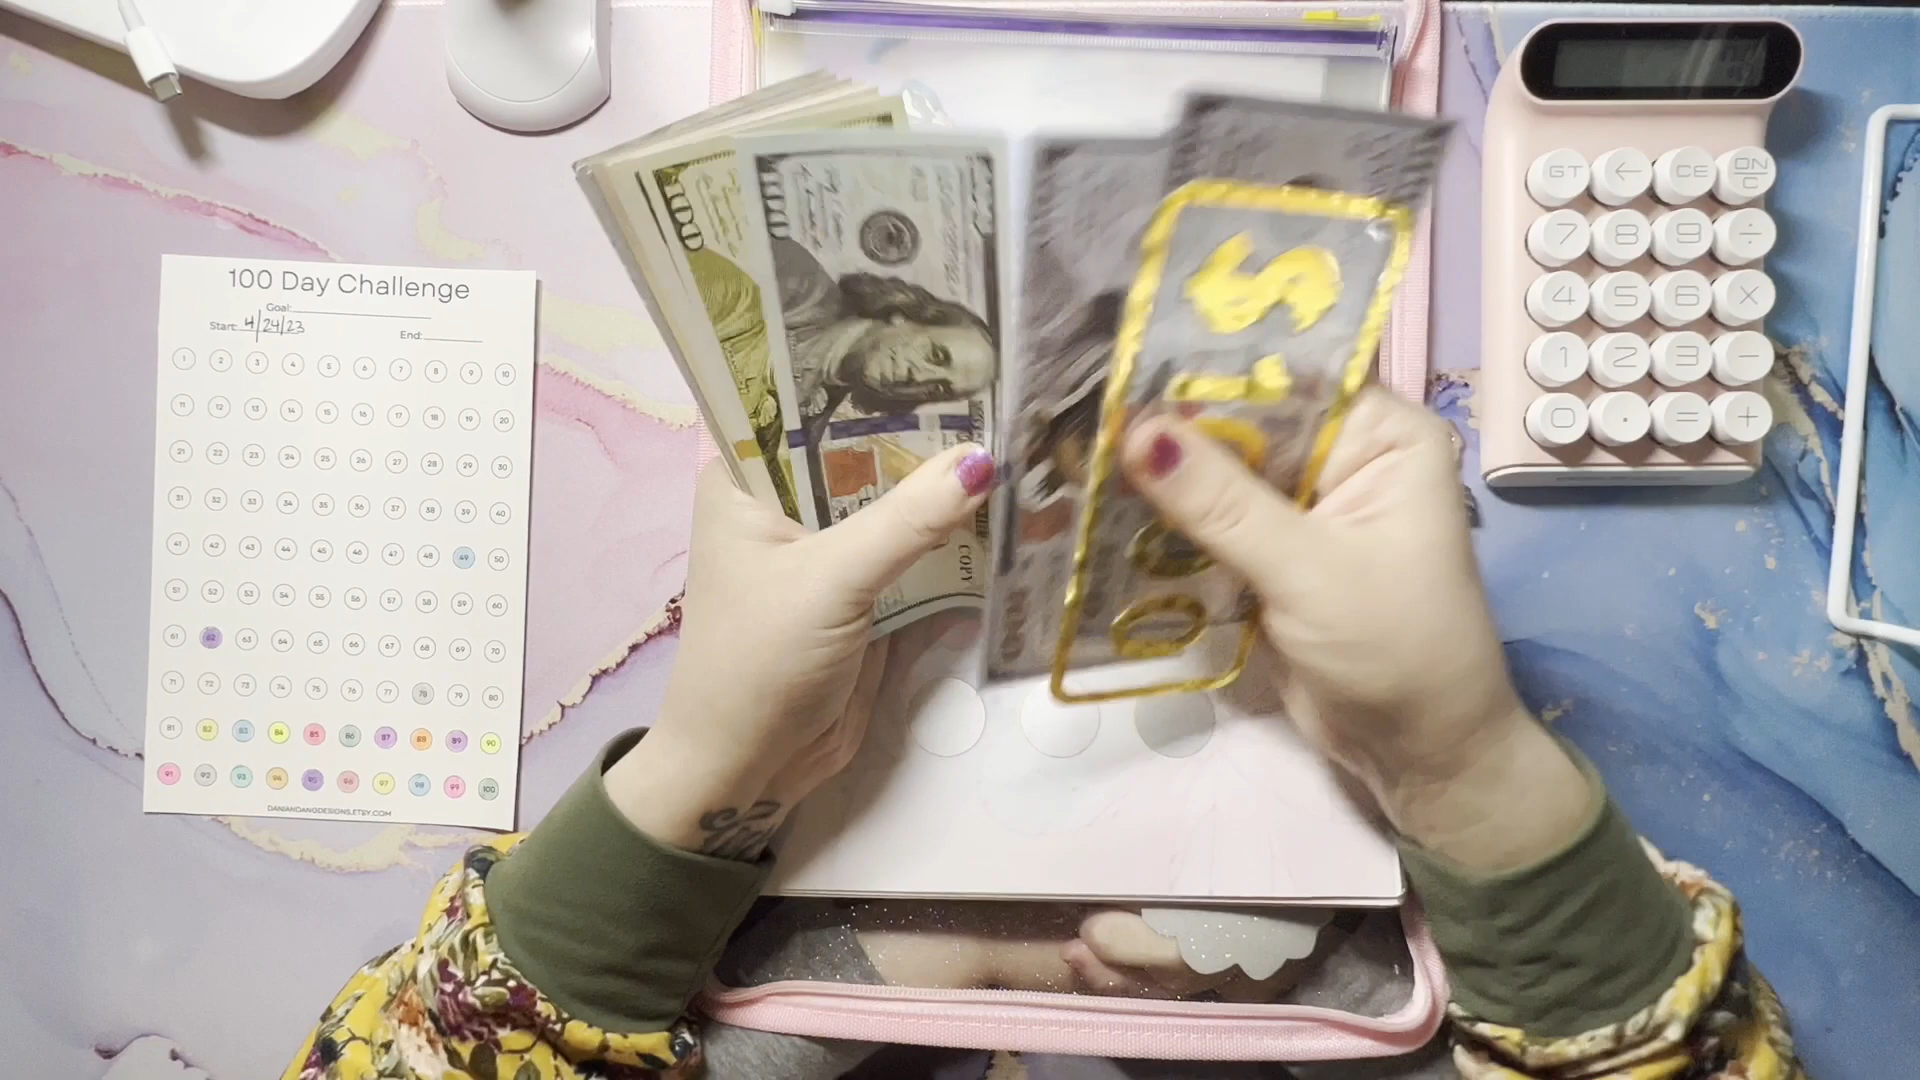 100 Day Challenge
Goal:
Start: 4/24/23
End:
1 2 3 4 5 6 7 8 9 10
11 12 13 14 15 16 17 18 19 20
21 22 23 24 25 26 27 28 29 30
31 32 33 34 35 36 37 38 39 40
41 42 43 44 45 46 47 48 49 50
51 52 53 54 55 56 57 58 59 60
61 62 63 64 65 66 67 68 69 70
71 72 73 74 75 76 77 78 79 80
81 82 83 84 85 86 87 88 89 90
91 92 93 94 95 96 97 98 99 100
DANIANDANGDESIGNS.ETSY.COM
100
100
COPY
GT ← CE ON/C
7 8 9 ÷
4 5 6 ×
1 2 3 −
0 . = +